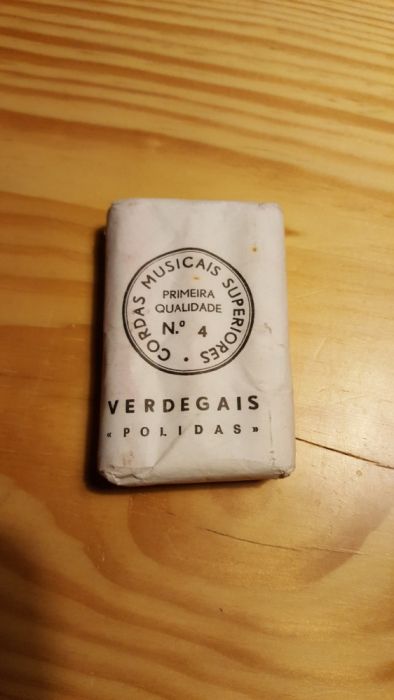 CORDAS MUSICAIS SUPERIORES •
PRIMEIRA
QUALIDADE
N.º 4
VERDEGAIS
« POLIDAS »